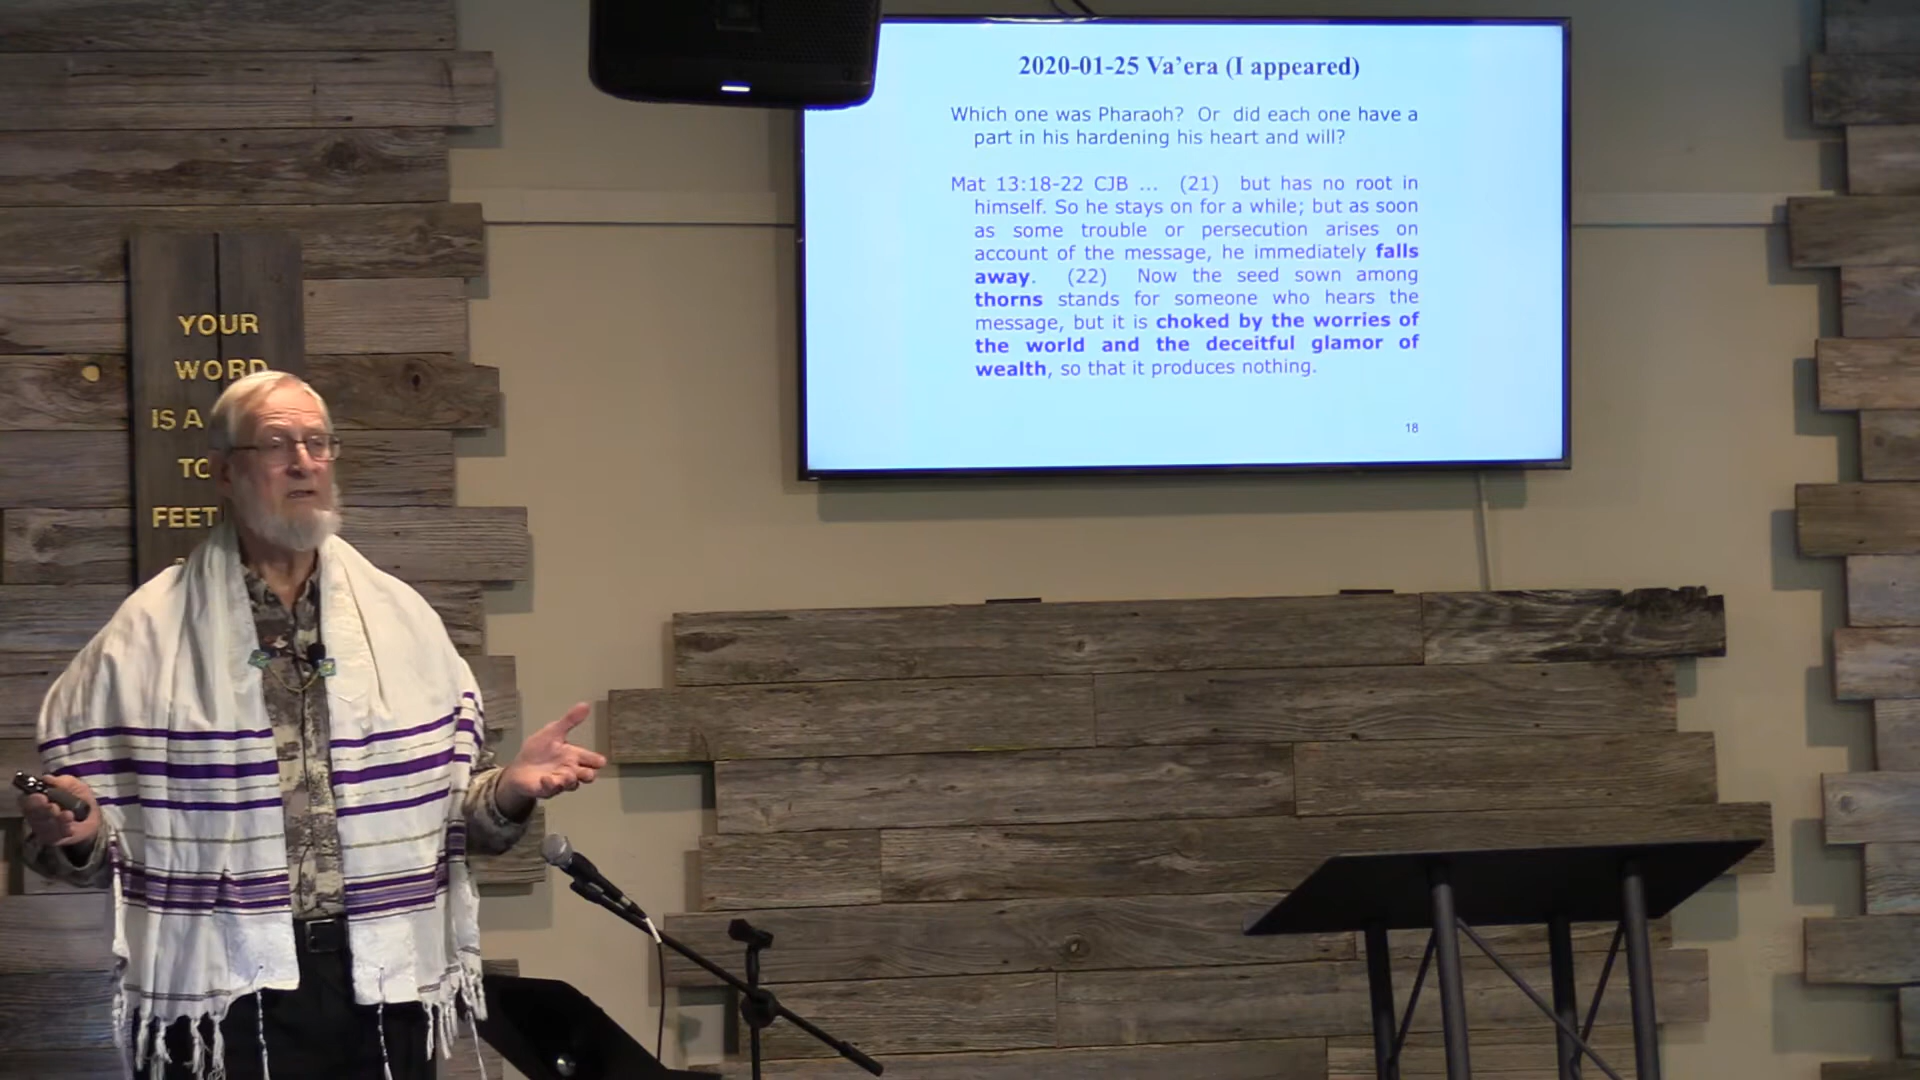 2020-01-25 Va’era (I appeared)
Which one was Pharaoh? Or did each one have a
part in his hardening his heart and will?
Mat 13:18-22 CJB ... (21) but has no root in
himself. So he stays on for a while; but as soon
as some trouble or persecution arises on
account of the message, he immediately falls
away. (22) Now the seed sown among
thorns stands for someone who hears the
message, but it is choked by the worries of
the world and the deceitful glamor of
wealth, so that it produces nothing.
18
YOUR
WORD
IS A
TO
FEET